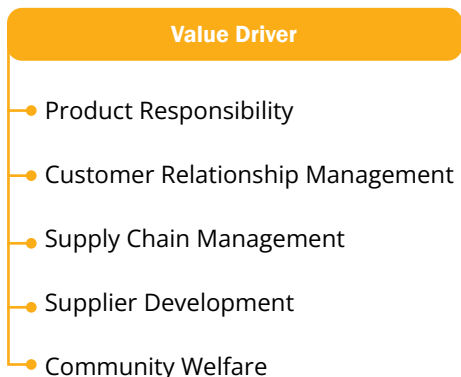 Value Driver
Product Responsibility
Customer Relationship Management
Supply Chain Management
Supplier Development
Community Welfare